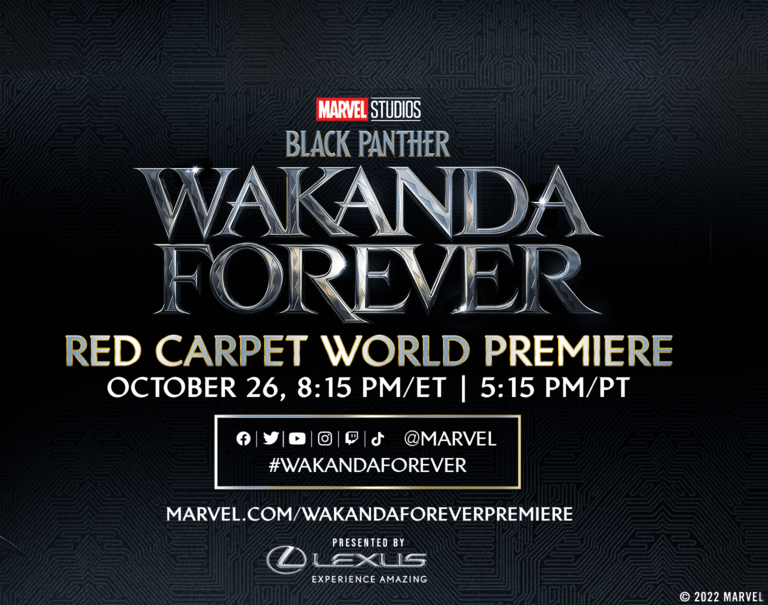 MARVEL STUDIOS
BLACK PANTHER
WAKANDA
FOREVER
RED CARPET WORLD PREMIERE
OCTOBER 26, 8:15 PM/ET | 5:15 PM/PT
@MARVEL
#WAKANDAFOREVER
MARVEL.COM/WAKANDAFOREVERPREMIERE
PRESENTED BY
LEXUS
EXPERIENCE AMAZING
© 2022 MARVEL